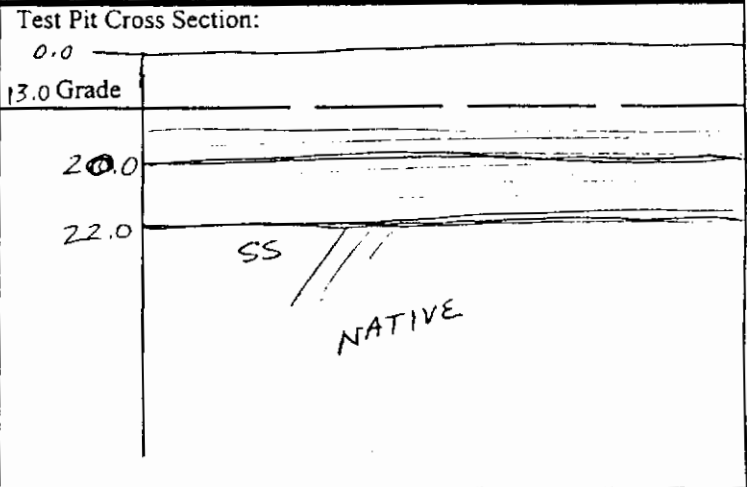 Test Pit Cross Section:
0.0
13.0 Grade
20.0
22.0
SS
NATIVE